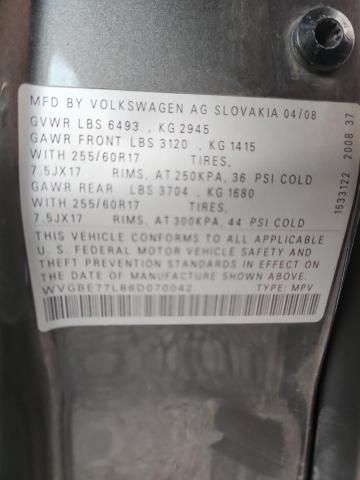 MFD BY VOLKSWAGEN AG SLOVAKIA 04/08
GVWR LBS 6493 , KG 2945
GAWR FRONT LBS 3120 , KG 1415
WITH 255/60R17 TIRES,
7.5JX17 RIMS, AT 250KPA, 36 PSI COLD
GAWR REAR LBS 3704 , KG 1680
WITH 255/60R17 TIRES,
7.5JX17 RIMS, AT 300KPA, 44 PSI COLD
THIS VEHICLE CONFORMS TO ALL APPLICABLE
U. S. FEDERAL MOTOR VEHICLE SAFETY AND
THEFT PREVENTION STANDARDS IN EFFECT ON
THE DATE OF MANUFACTURE SHOWN ABOVE.
WVGBE77L86D070042 TYPE: MPV
1533122 2008 37